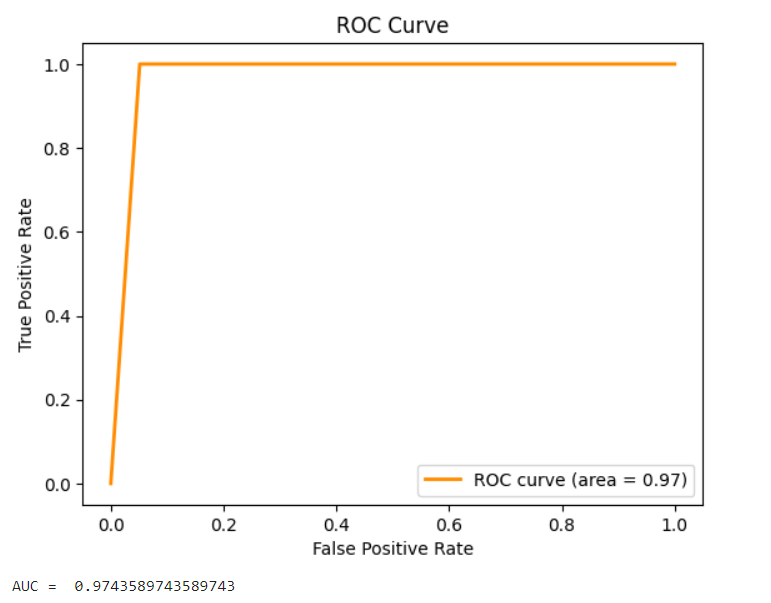 ROC Curve
True Positive Rate
1.0
0.8
0.6
0.4
0.2
0.0
ROC curve (area = 0.97)
0.0 0.2 0.4 0.6 0.8 1.0
False Positive Rate
AUC = 0.9743589743589743